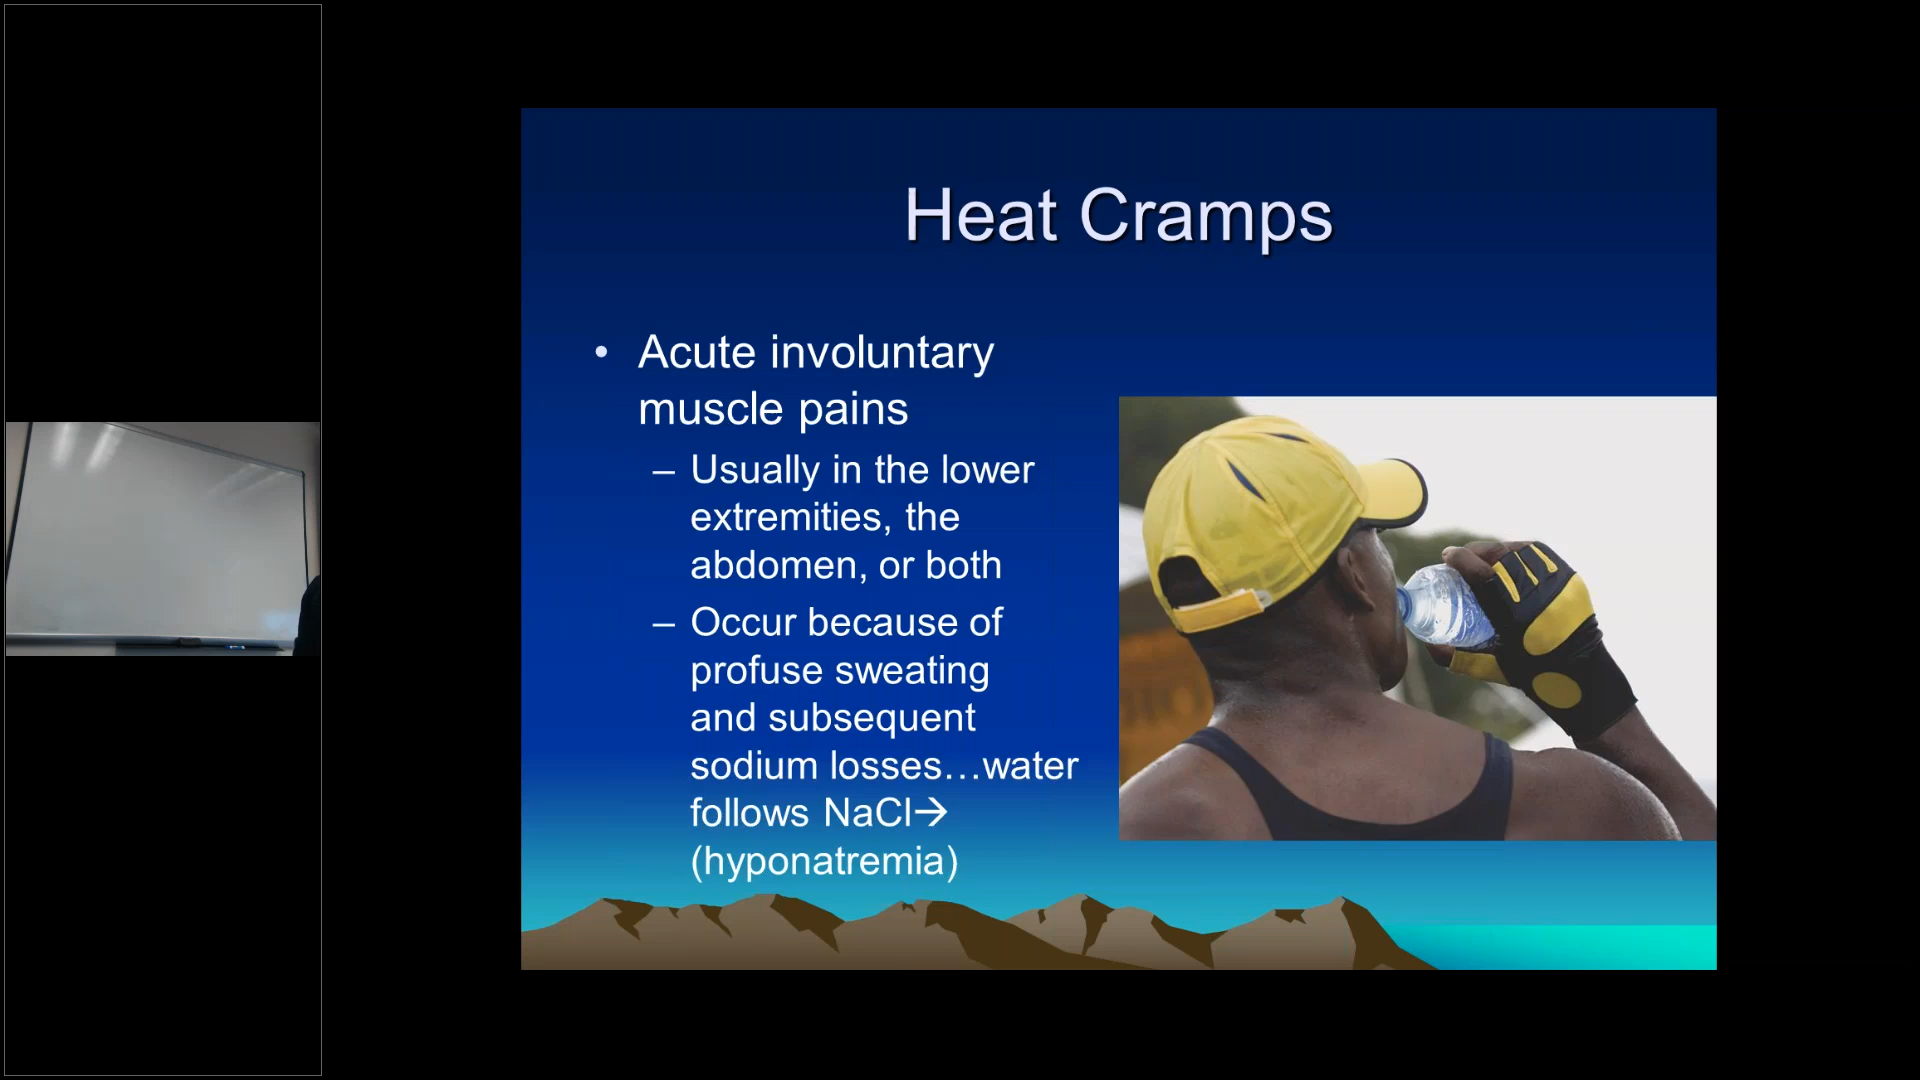 Heat Cramps
• Acute involuntary
muscle pains
– Usually in the lower
extremities, the
abdomen, or both
– Occur because of
profuse sweating
and subsequent
sodium losses…water
follows NaCl→
(hyponatremia)